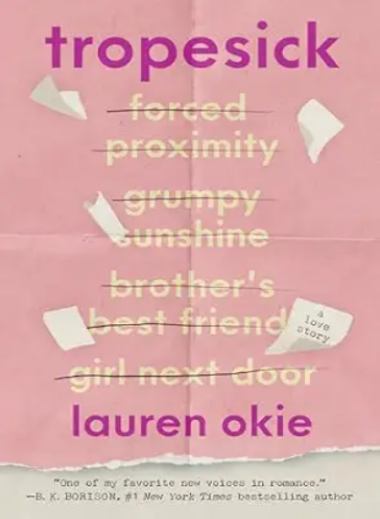 tropesick
forced
proximity
grumpy
sunshine
brother's
best friend
a
love
story
girl next door
lauren okie
"One of my favorite new voices in romance."
—B. K. BORISON, #1 New York Times bestselling author